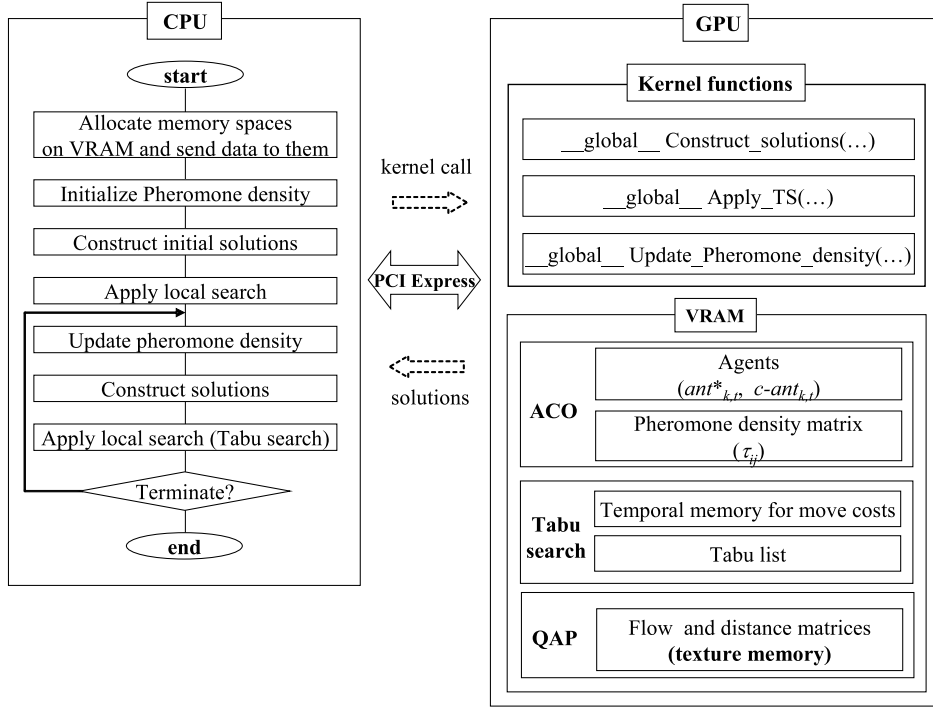 CPU
start
Allocate memory spaces
on VRAM and send data to them
Initialize Pheromone density
Construct initial solutions
Apply local search
Update pheromone density
Construct solutions
Apply local search (Tabu search)
Terminate?
end
kernel call
PCI Express
solutions
GPU
Kernel functions
__global__ Construct_solutions(…)
__global__ Apply_TS(…)
__global__ Update_Pheromone_density(…)
VRAM
ACO
Agents
(ant*k,t, c-antk,t)
Pheromone density matrix
(τij)
Tabu
search
Temporal memory for move costs
Tabu list
QAP
Flow and distance matrices
(texture memory)